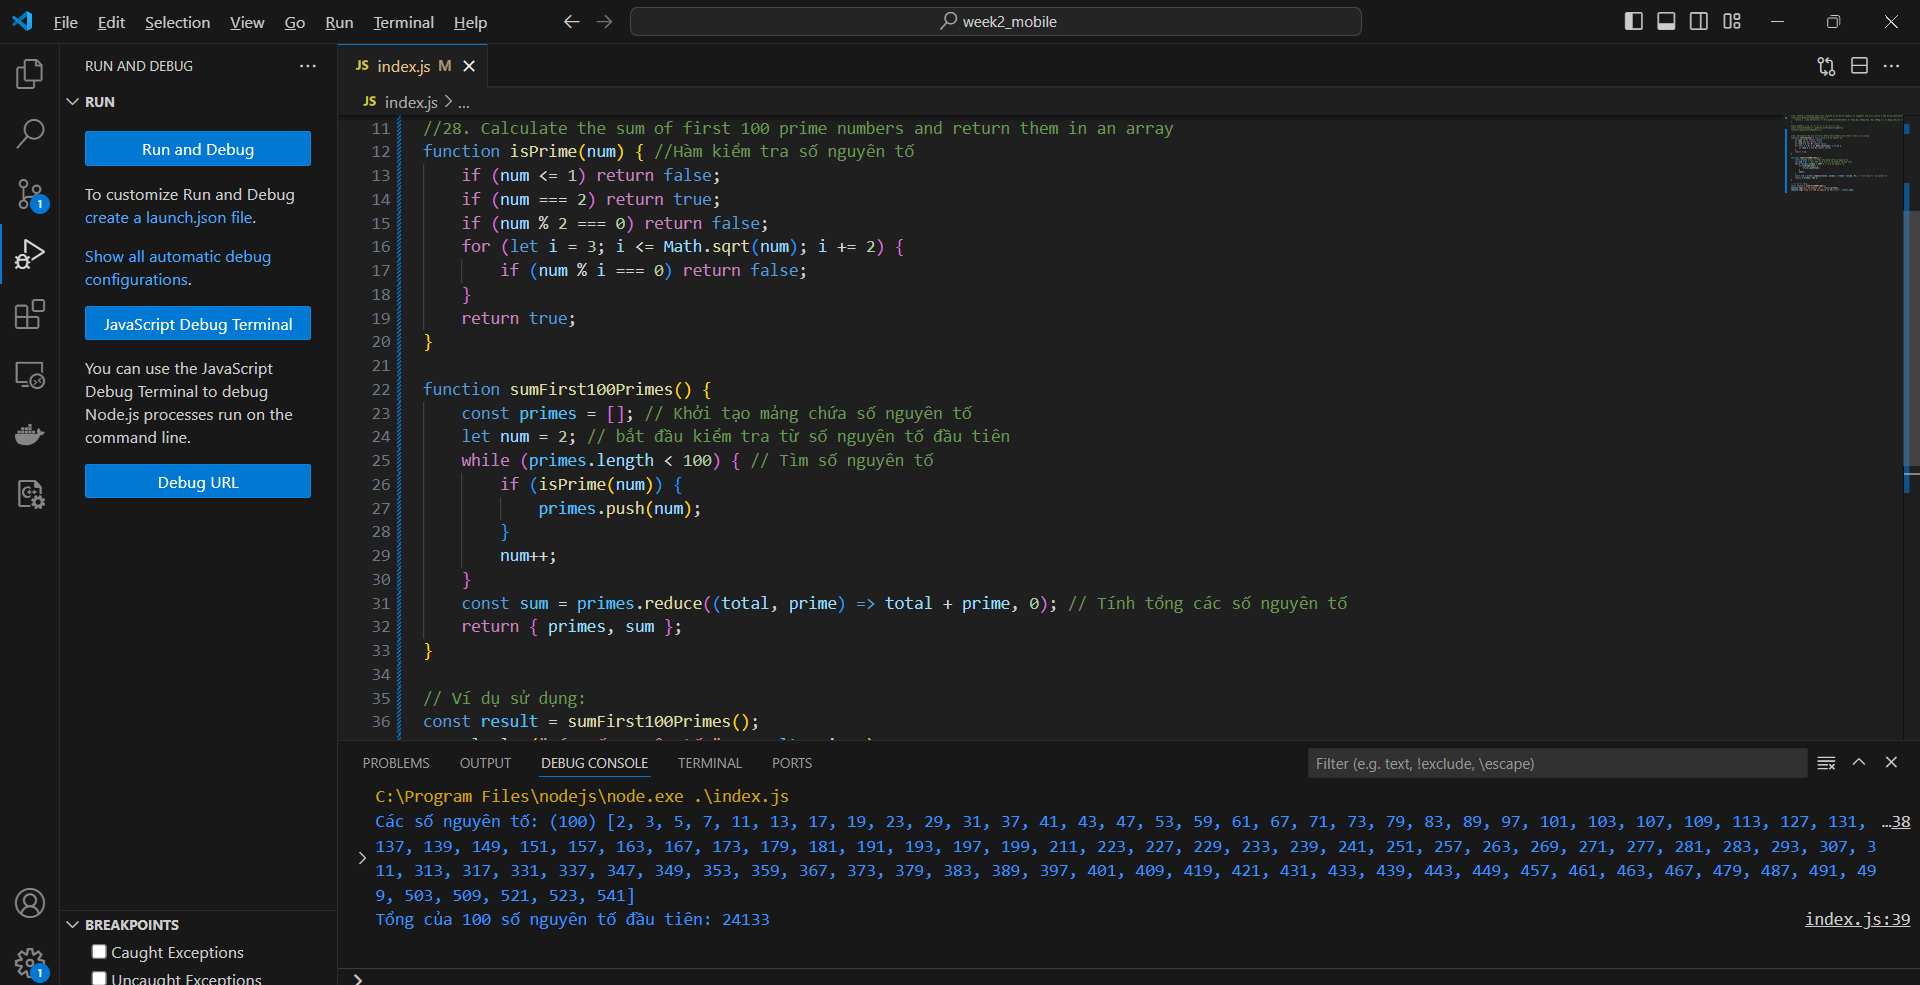 File Edit Selection View Go Run Terminal Help
week2_mobile
RUN AND DEBUG
RUN
Run and Debug
To customize Run and Debug
create a launch.json file.
Show all automatic debug
configurations.
JavaScript Debug Terminal
You can use the JavaScript
Debug Terminal to debug
Node.js processes run on the
command line.
Debug URL
BREAKPOINTS
Caught Exceptions
Uncaught Exceptions
1
1
JS index.js M
JS index.js > ...
11 //28. Calculate the sum of first 100 prime numbers and return them in an array
12 function isPrime(num) { //Hàm kiểm tra số nguyên tố
13 if (num <= 1) return false;
14 if (num === 2) return true;
15 if (num % 2 === 0) return false;
16 for (let i = 3; i <= Math.sqrt(num); i += 2) {
17 if (num % i === 0) return false;
18 }
19 return true;
20 }
21
22 function sumFirst100Primes() {
23 const primes = []; // Khởi tạo mảng chứa số nguyên tố
24 let num = 2; // bắt đầu kiểm tra từ số nguyên tố đầu tiên
25 while (primes.length < 100) { // Tìm số nguyên tố
26 if (isPrime(num)) {
27 primes.push(num);
28 }
29 num++;
30 }
31 const sum = primes.reduce((total, prime) => total + prime, 0); // Tính tổng các số nguyên tố
32 return { primes, sum };
33 }
34
35 // Ví dụ sử dụng:
36 const result = sumFirst100Primes();
PROBLEMS OUTPUT DEBUG CONSOLE TERMINAL PORTS
Filter (e.g. text, !exclude, \escape)
C:\Program Files\nodejs\node.exe .\index.js
Các số nguyên tố: (100) [2, 3, 5, 7, 11, 13, 17, 19, 23, 29, 31, 37, 41, 43, 47, 53, 59, 61, 67, 71, 73, 79, 83, 89, 97, 101, 103, 107, 109, 113, 127, 131, …38
137, 139, 149, 151, 157, 163, 167, 173, 179, 181, 191, 193, 197, 199, 211, 223, 227, 229, 233, 239, 241, 251, 257, 263, 269, 271, 277, 281, 283, 293, 307, 3
11, 313, 317, 331, 337, 347, 349, 353, 359, 367, 373, 379, 383, 389, 397, 401, 409, 419, 421, 431, 433, 439, 443, 449, 457, 461, 463, 467, 479, 487, 491, 49
9, 503, 509, 521, 523, 541]
Tổng của 100 số nguyên tố đầu tiên: 24133 index.js:39